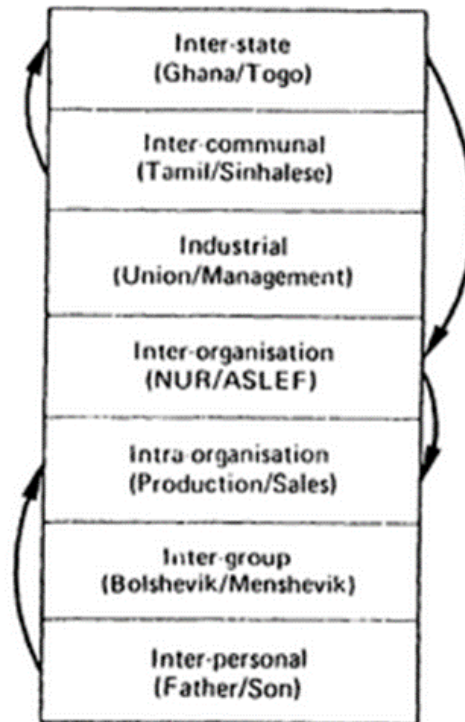 Inter-state
(Ghana/Togo)
Inter-communal
(Tamil/Sinhalese)
Industrial
(Union/Management)
Inter-organisation
(NUR/ASLEF)
Intra-organisation
(Production/Sales)
Inter-group
(Bolshevik/Menshevik)
Inter-personal
(Father/Son)